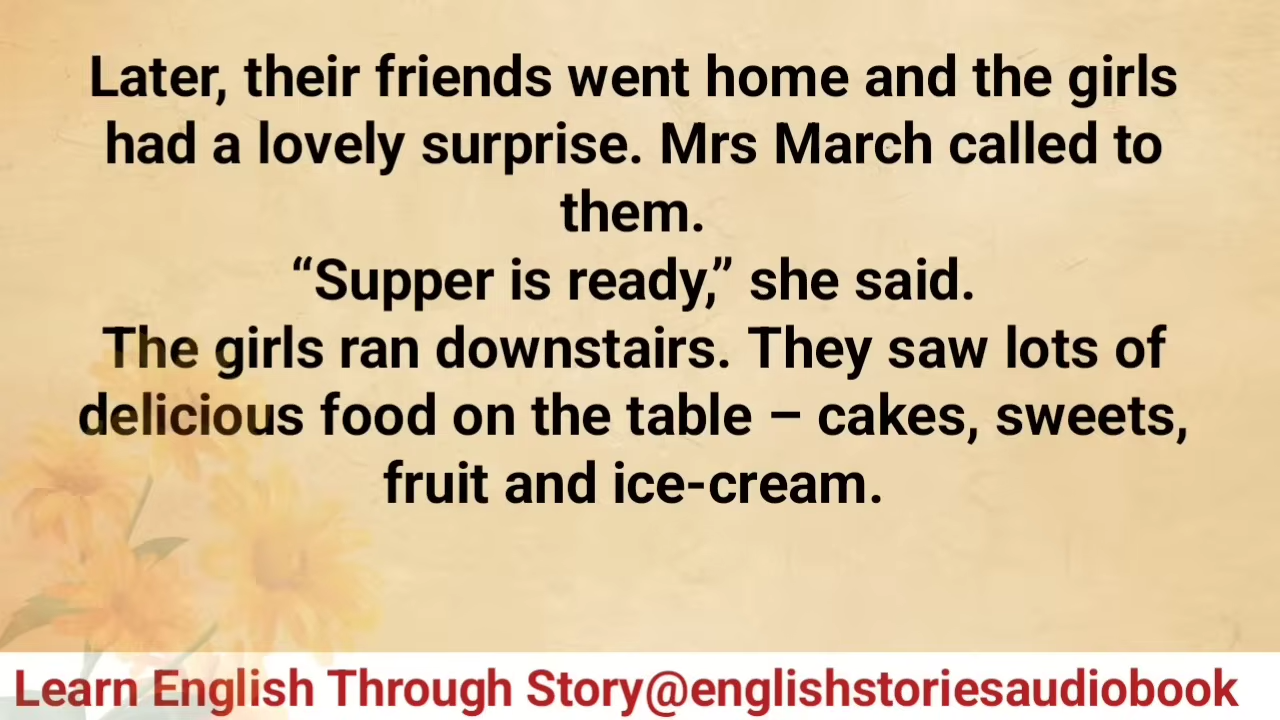 Later, their friends went home and the girls
had a lovely surprise. Mrs March called to
them.
“Supper is ready,” she said.
The girls ran downstairs. They saw lots of
delicious food on the table – cakes, sweets,
fruit and ice-cream.
Learn English Through Story@englishstoriesaudiobook